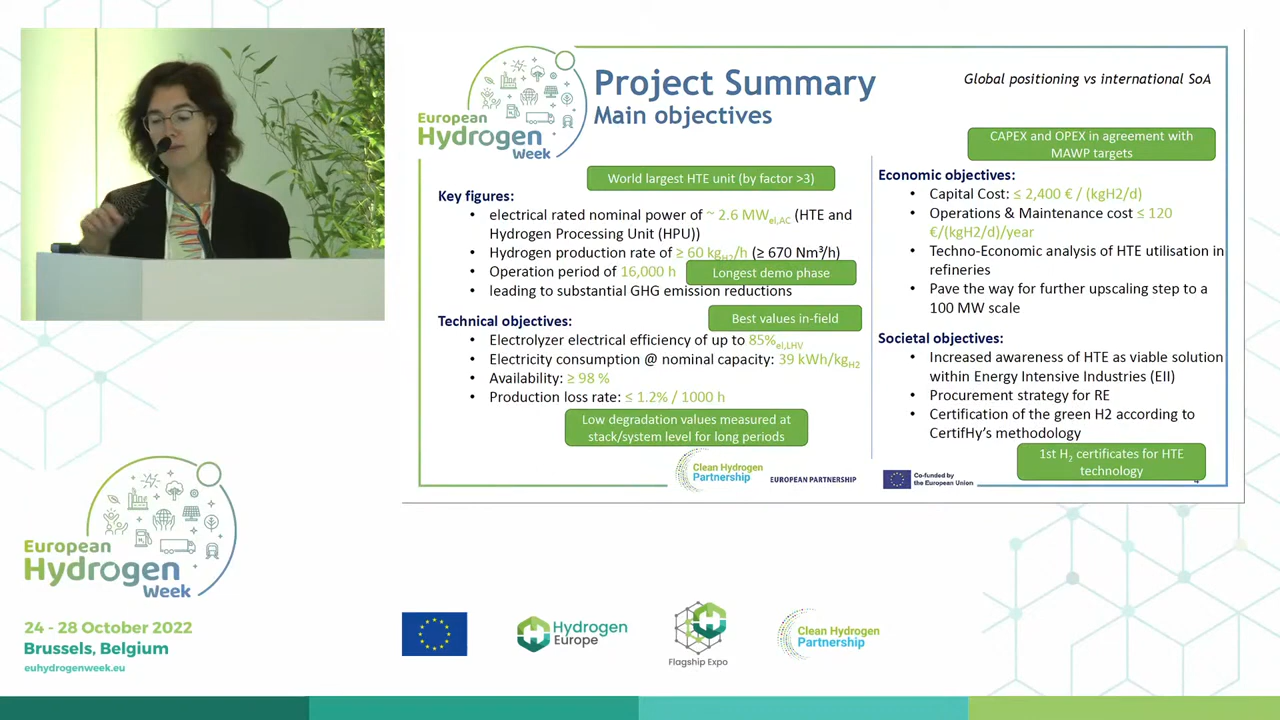 European
Hydrogen
Week
Project Summary
Main objectives
Global positioning vs international SoA
World largest HTE unit (by factor >3)
Key figures:
• electrical rated nominal power of ~ 2.6 MWel,AC (HTE and
Hydrogen Processing Unit (HPU))
• Hydrogen production rate of ≥ 60 kgH2/h (≥ 670 Nm³/h)
• Operation period of 16,000 h
Longest demo phase
• leading to substantial GHG emission reductions
Best values in-field
Technical objectives:
• Electrolyzer electrical efficiency of up to 85%el,LHV
• Electricity consumption @ nominal capacity: 39 kWh/kgH2
• Availability: ≥ 98 %
• Production loss rate: ≤ 1.2% / 1000 h
Low degradation values measured at
stack/system level for long periods
CAPEX and OPEX in agreement with
MAWP targets
Economic objectives:
• Capital Cost: ≤ 2,400 € / (kgH2/d)
• Operations & Maintenance cost ≤ 120
€/(kgH2/d)/year
• Techno-Economic analysis of HTE utilisation in
refineries
• Pave the way for further upscaling step to a
100 MW scale
Societal objectives:
• Increased awareness of HTE as viable solution
within Energy Intensive Industries (EII)
• Procurement strategy for RE
• Certification of the green H2 according to
CertifHy's methodology
1st H2 certificates for HTE
technology
Clean Hydrogen
Partnership
EUROPEAN PARTNERSHIP
Co-funded by
the European Union
European
Hydrogen
Week
24 - 28 October 2022
Brussels, Belgium
euhydrogenweek.eu
Hydrogen
Europe
Flagship Expo
Clean Hydrogen
Partnership